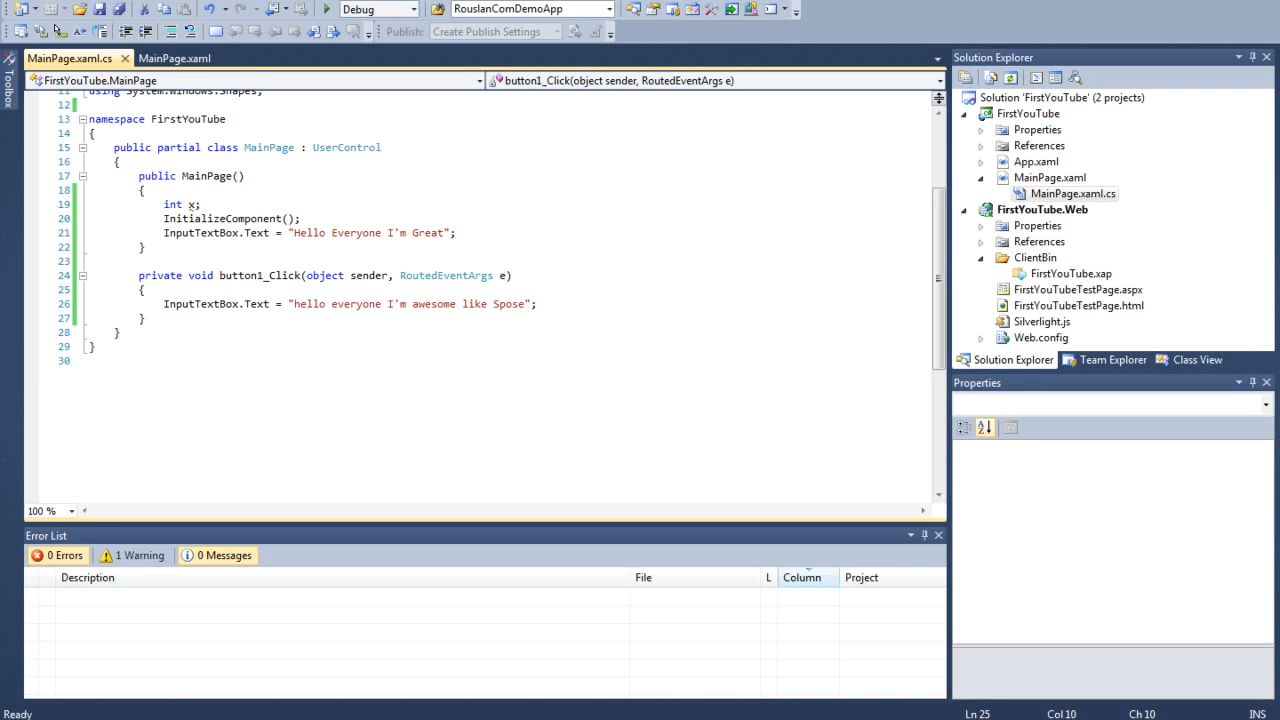 Debug
RouslanComDemoApp
Publish: Create Publish Settings
Toolbox
MainPage.xaml.cs
MainPage.xaml
FirstYouTube.MainPage
button1_Click(object sender, RoutedEventArgs e)
11 using System.Windows.Shapes;
12
13 namespace FirstYouTube
14 {
15 public partial class MainPage : UserControl
16 {
17 public MainPage()
18 {
19 int x;
20 InitializeComponent();
21 InputTextBox.Text = "Hello Everyone I'm Great";
22 }
23
24 private void button1_Click(object sender, RoutedEventArgs e)
25 {
26 InputTextBox.Text = "hello everyone I'm awesome like Spose";
27 }
28 }
29 }
30
100 %
Solution Explorer
Solution 'FirstYouTube' (2 projects)
FirstYouTube
Properties
References
App.xaml
MainPage.xaml
MainPage.xaml.cs
FirstYouTube.Web
Properties
References
ClientBin
FirstYouTube.xap
FirstYouTubeTestPage.aspx
FirstYouTubeTestPage.html
Silverlight.js
Web.config
Solution Explorer Team Explorer Class View
Properties
Error List
0 Errors 1 Warning 0 Messages
Description File L Column Project
Ready Ln 25 Col 10 Ch 10 INS